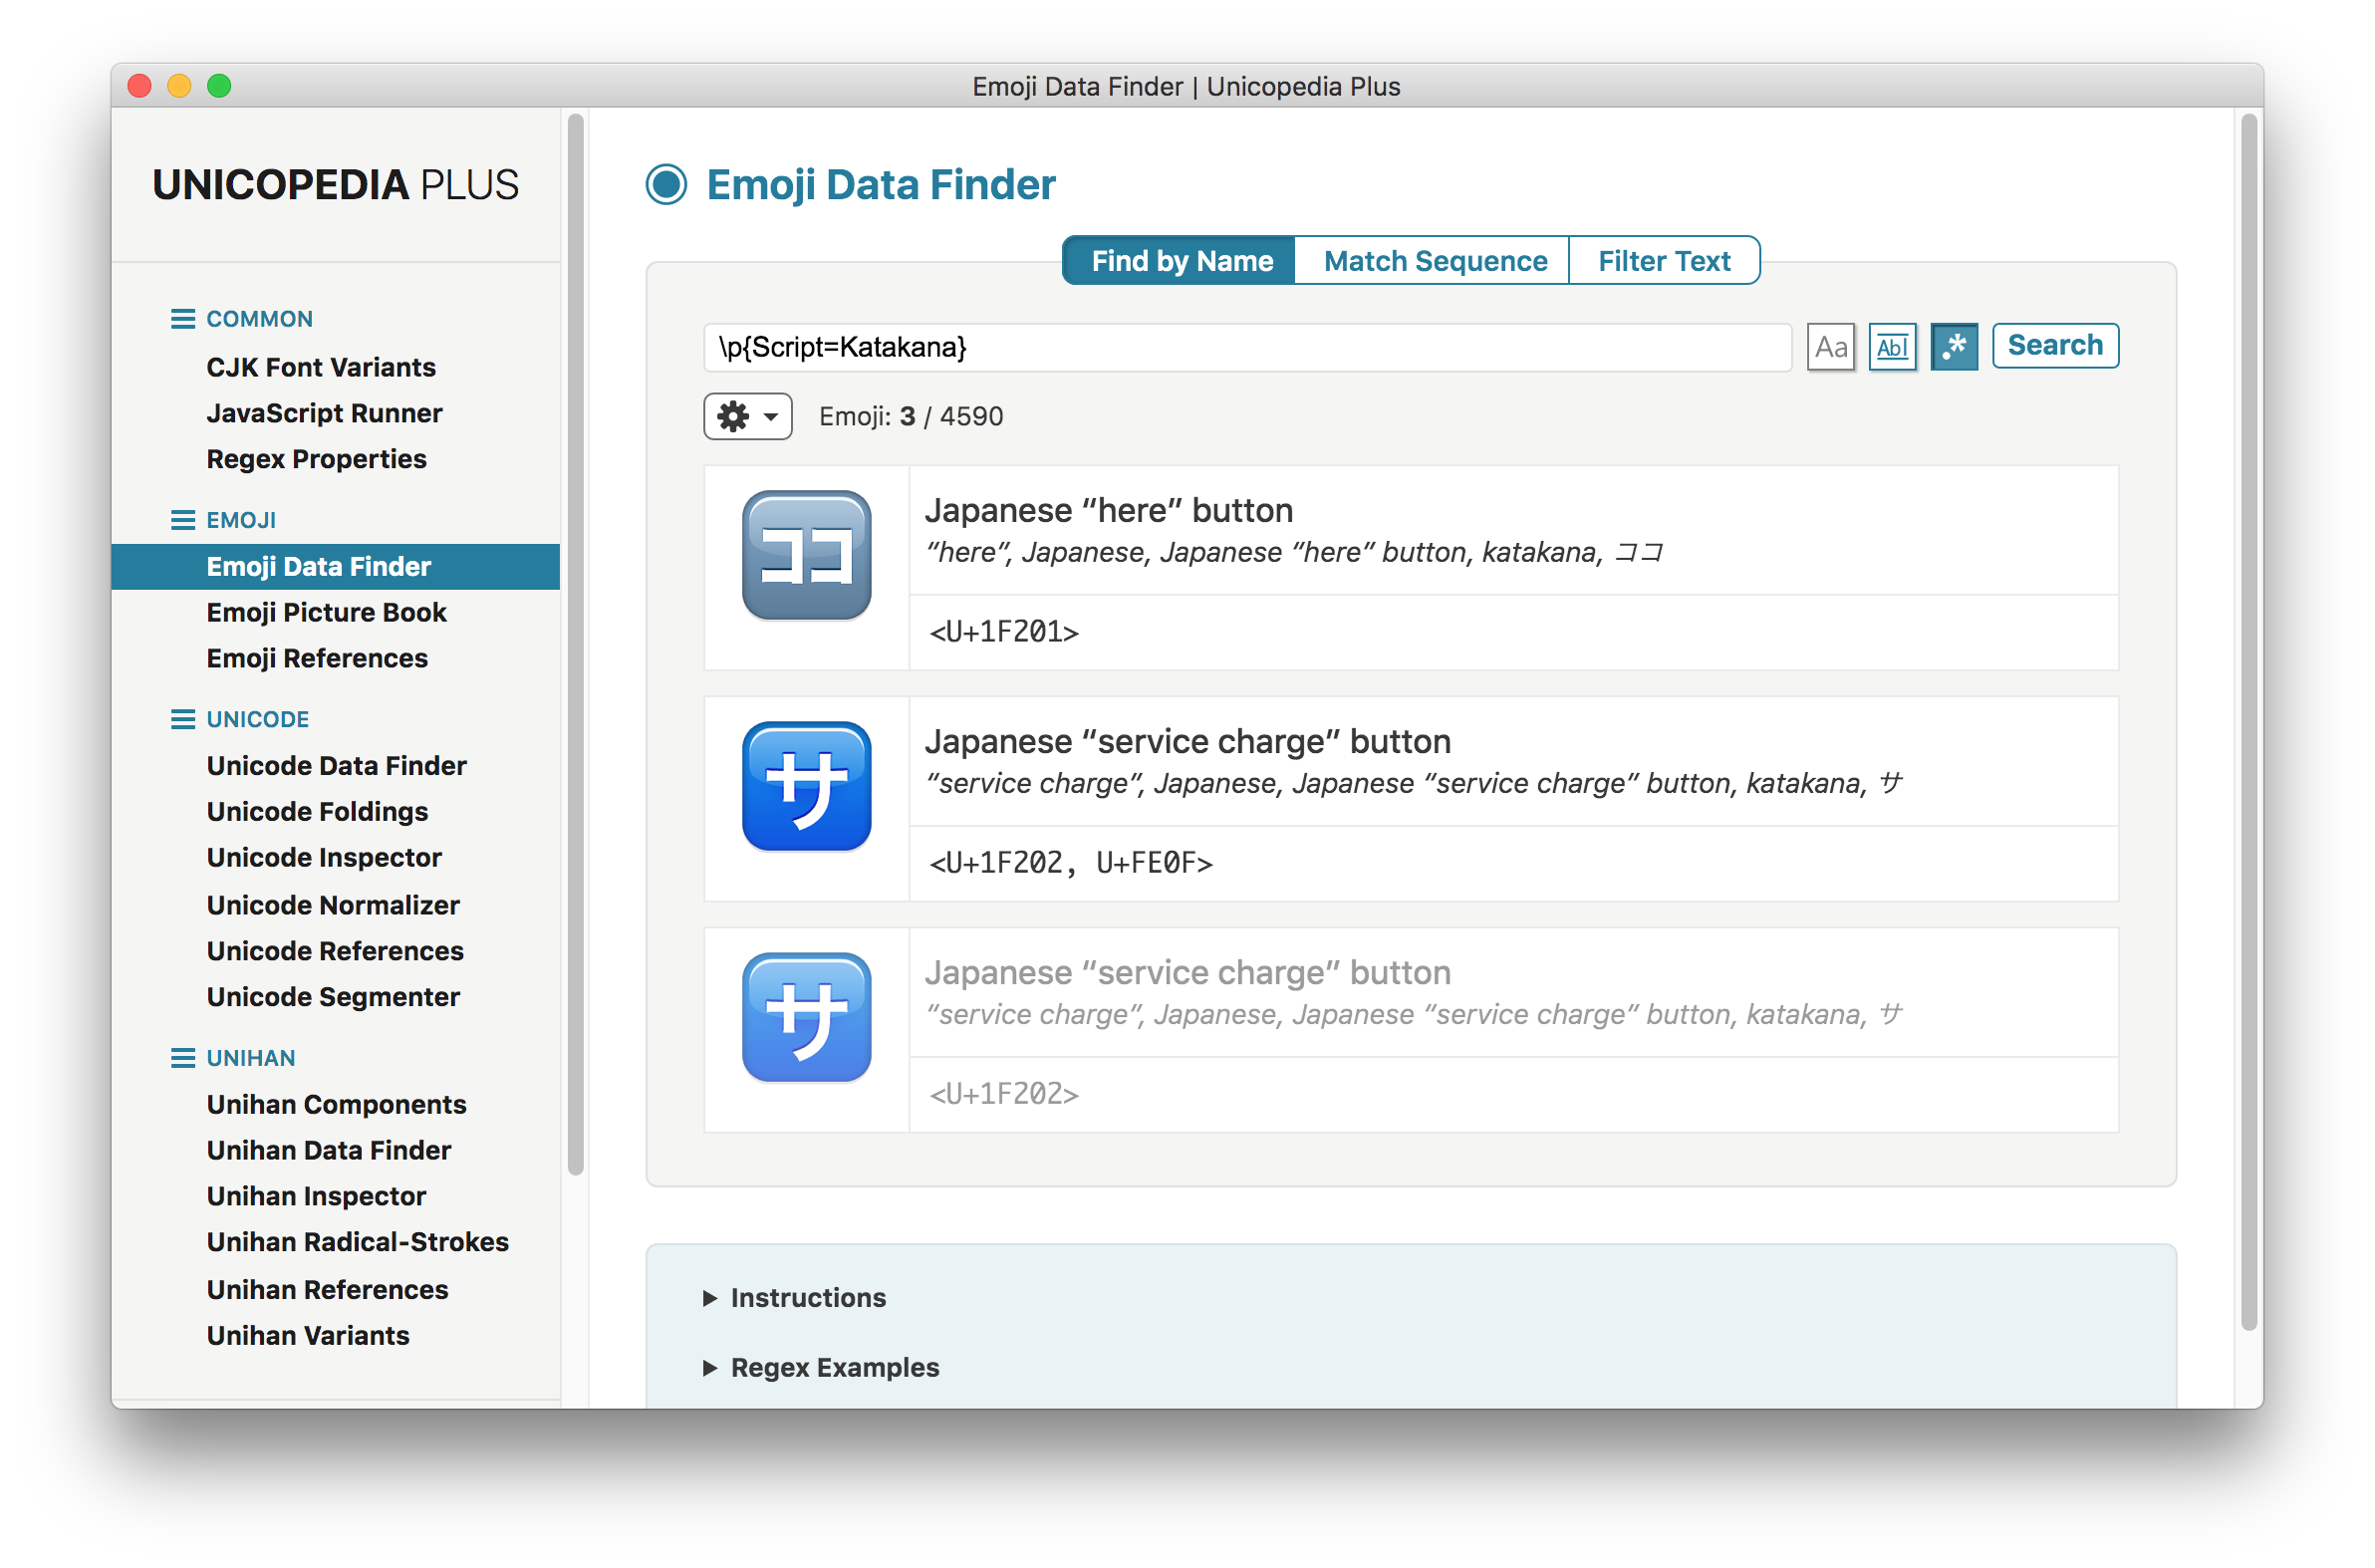 Emoji Data Finder | Unicopedia Plus
UNICOPEDIA PLUS
COMMON
CJK Font Variants
JavaScript Runner
Regex Properties
EMOJI
Emoji Data Finder
Emoji Picture Book
Emoji References
UNICODE
Unicode Data Finder
Unicode Foldings
Unicode Inspector
Unicode Normalizer
Unicode References
Unicode Segmenter
UNIHAN
Unihan Components
Unihan Data Finder
Unihan Inspector
Unihan Radical-Strokes
Unihan References
Unihan Variants
Emoji Data Finder
Find by Name Match Sequence Filter Text
\p{Script=Katakana} Aa Abl .* Search
Emoji: 3 / 4590
ココ
Japanese “here” button
“here”, Japanese, Japanese “here” button, katakana, ココ
<U+1F201>
サ
Japanese “service charge” button
“service charge”, Japanese, Japanese “service charge” button, katakana, サ
<U+1F202, U+FE0F>
サ
Japanese “service charge” button
“service charge”, Japanese, Japanese “service charge” button, katakana, サ
<U+1F202>
Instructions
Regex Examples